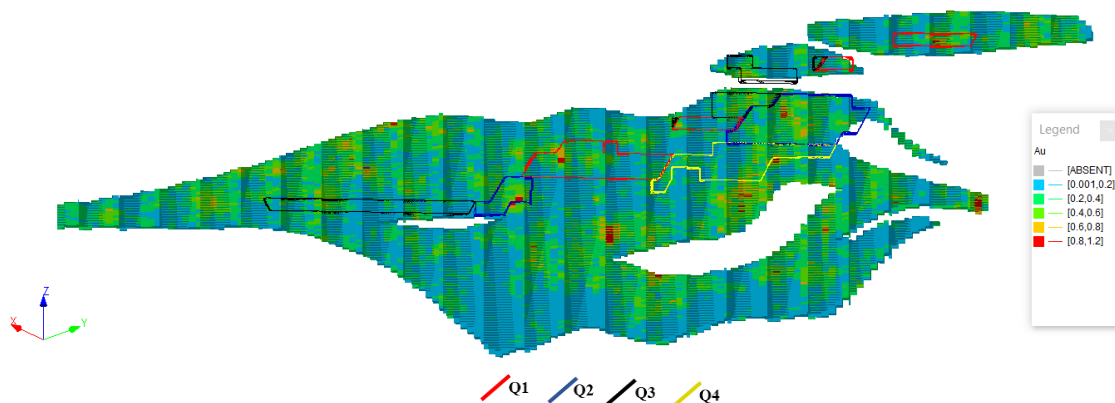 Legend
Au
[ABSENT]
[0.001,0.2]
[0.2,0.4]
[0.4,0.6]
[0.6,0.8]
[0.8,1.2]
Z
X
Y
Q1 Q2 Q3 Q4